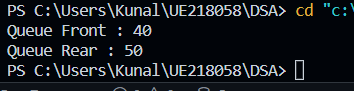 PS C:\Users\Kunal\UE218058\DSA> cd "c:\
Queue Front : 40
Queue Rear : 50
PS C:\Users\Kunal\UE218058\DSA>